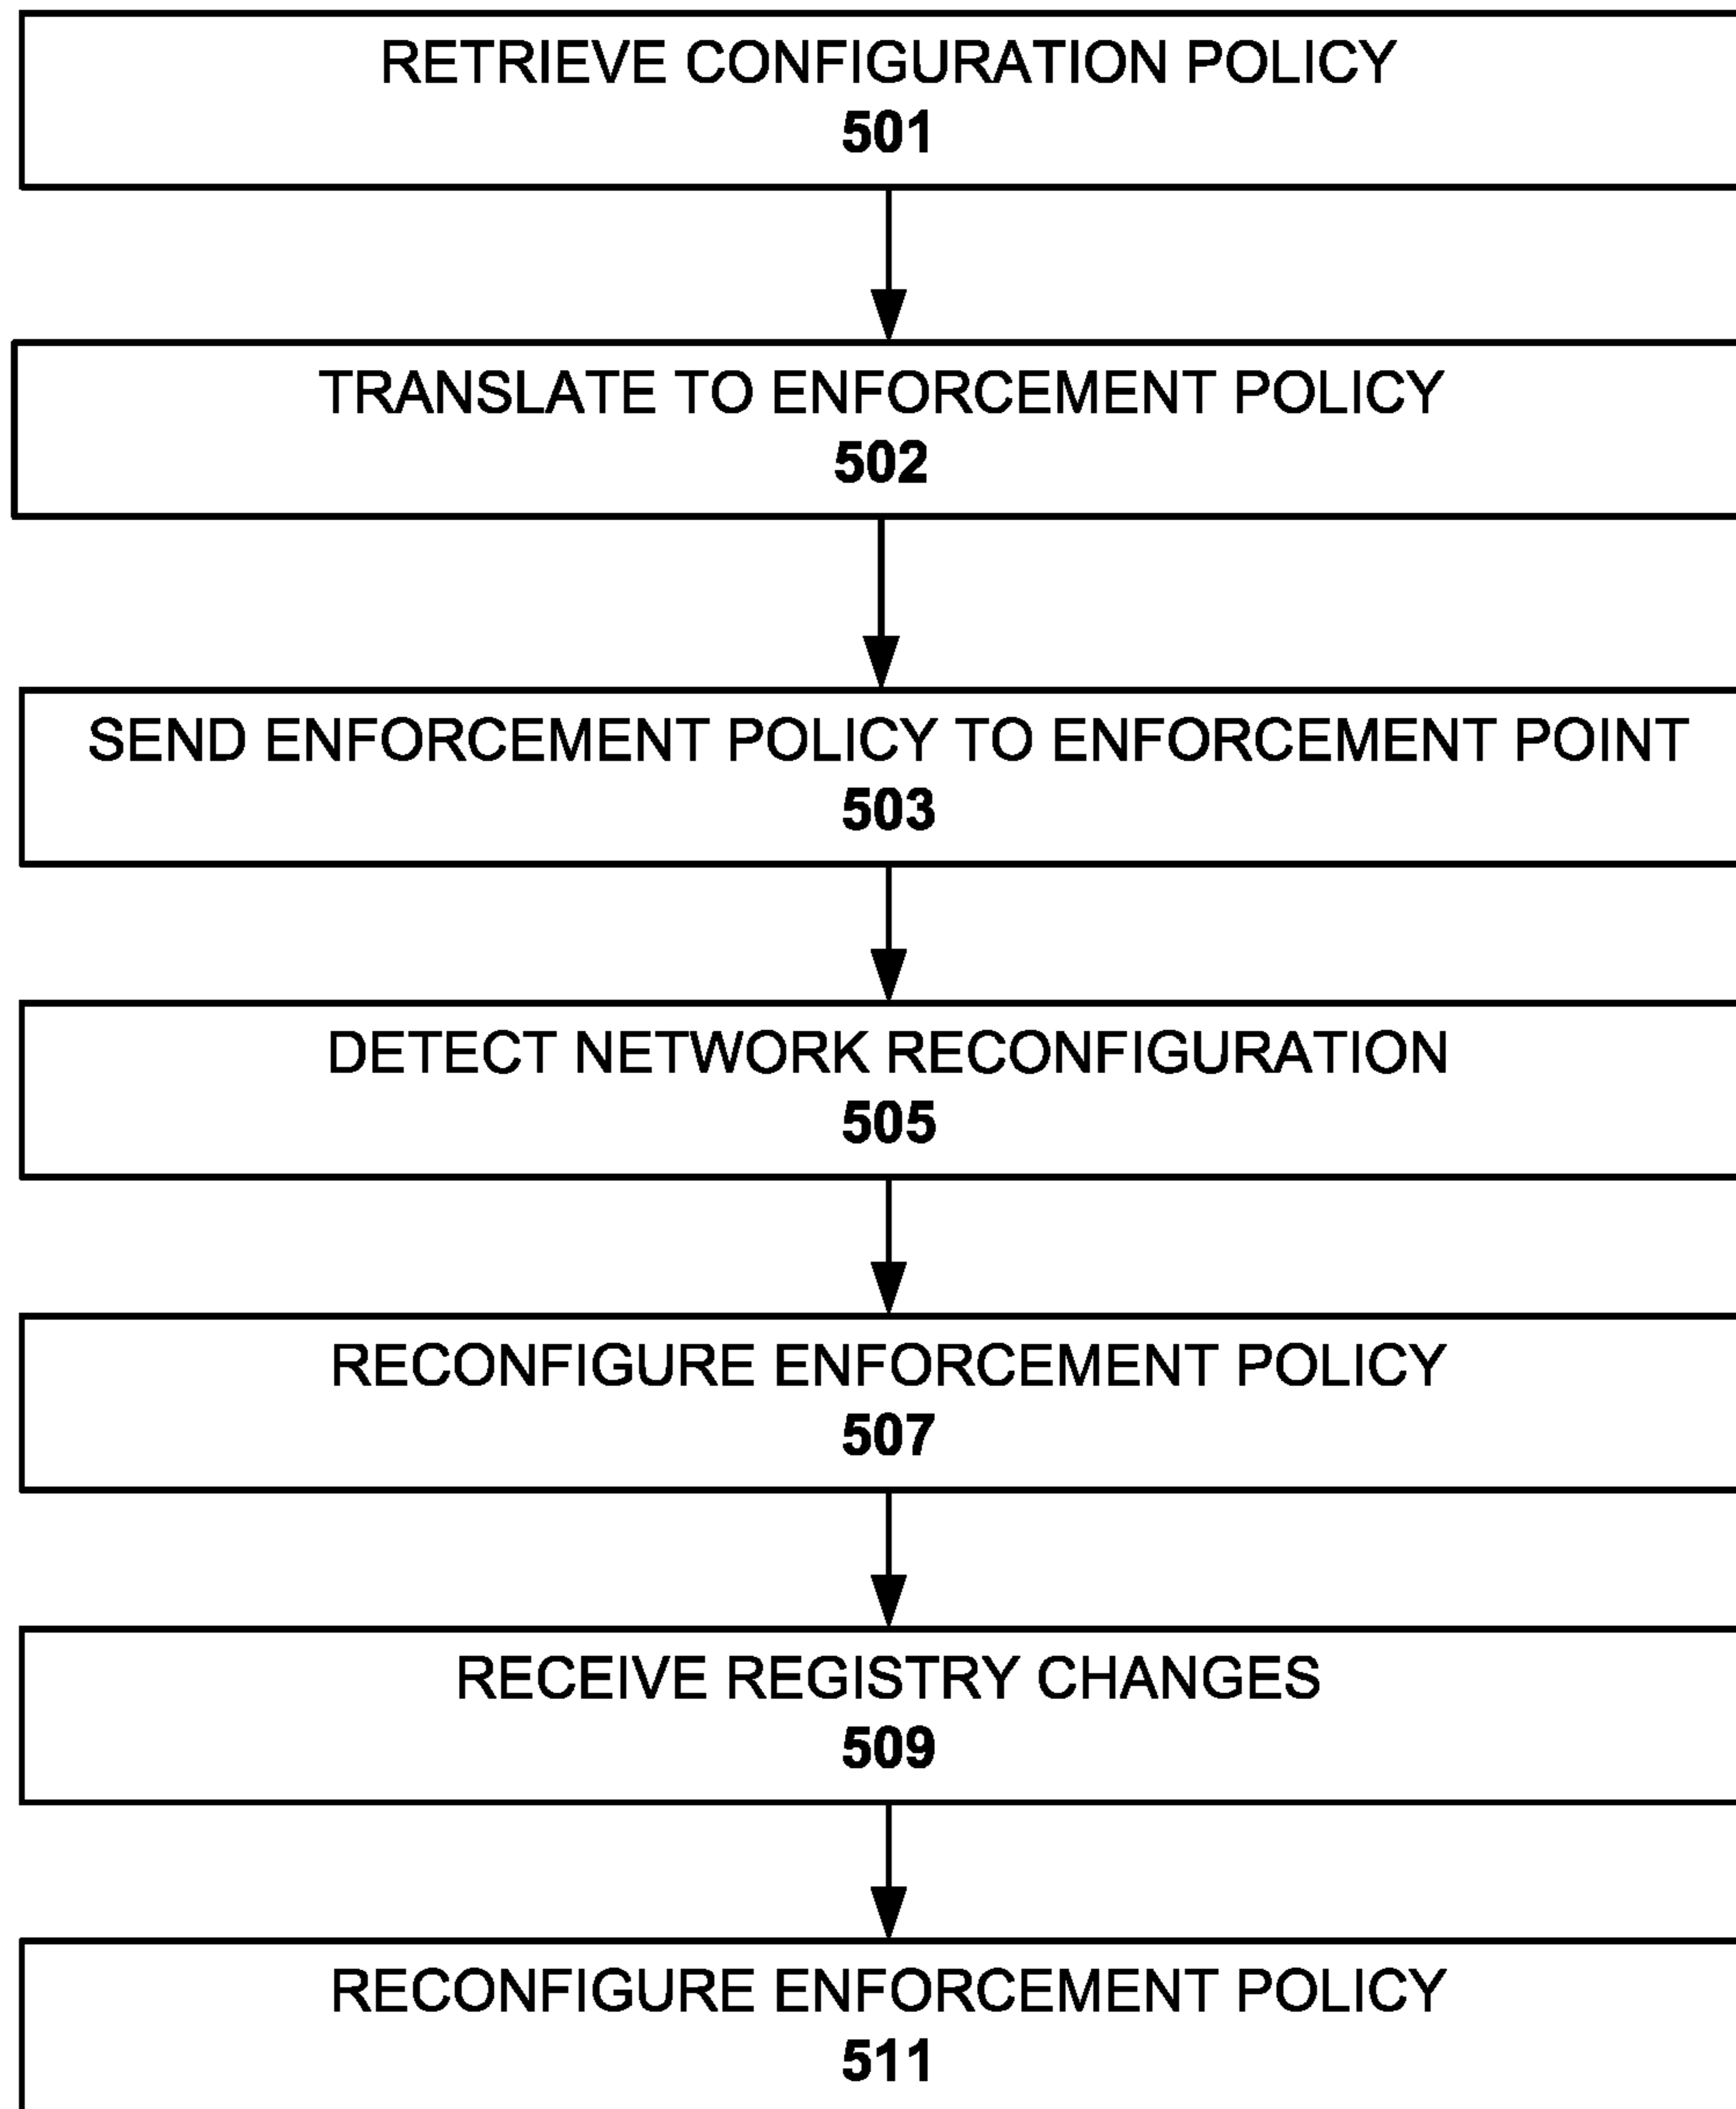 RETRIEVE CONFIGURATION POLICY
501
TRANSLATE TO ENFORCEMENT POLICY
502
SEND ENFORCEMENT POLICY TO ENFORCEMENT POINT
503
DETECT NETWORK RECONFIGURATION
505
RECONFIGURE ENFORCEMENT POLICY
507
RECEIVE REGISTRY CHANGES
509
RECONFIGURE ENFORCEMENT POLICY
511